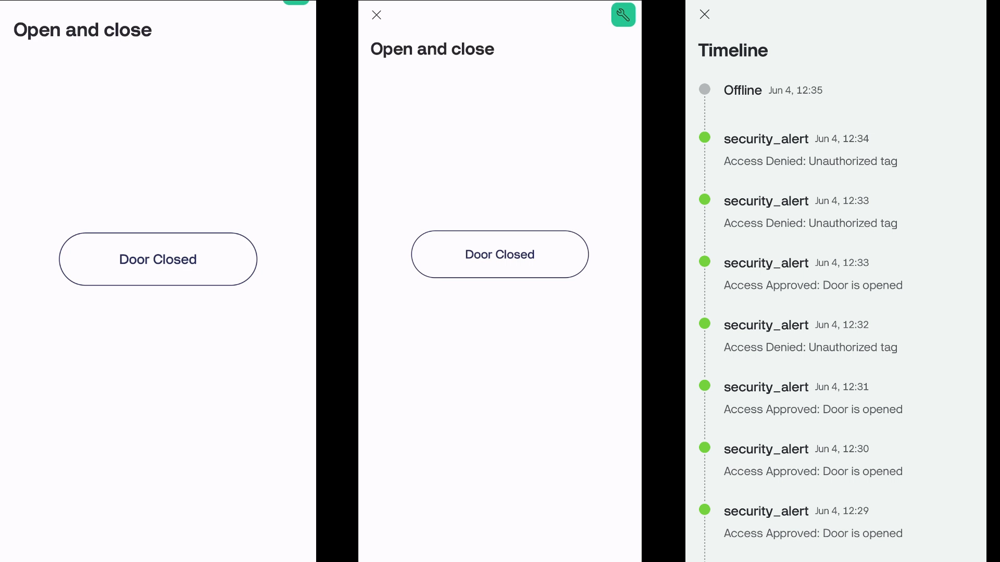 Open and close
Door Closed
Open and close
Door Closed
Timeline
Offline Jun 4, 12:35
security_alert Jun 4, 12:34
Access Denied: Unauthorized tag
security_alert Jun 4, 12:33
Access Denied: Unauthorized tag
security_alert Jun 4, 12:33
Access Approved: Door is opened
security_alert Jun 4, 12:32
Access Denied: Unauthorized tag
security_alert Jun 4, 12:31
Access Approved: Door is opened
security_alert Jun 4, 12:30
Access Approved: Door is opened
security_alert Jun 4, 12:29
Access Approved: Door is opened